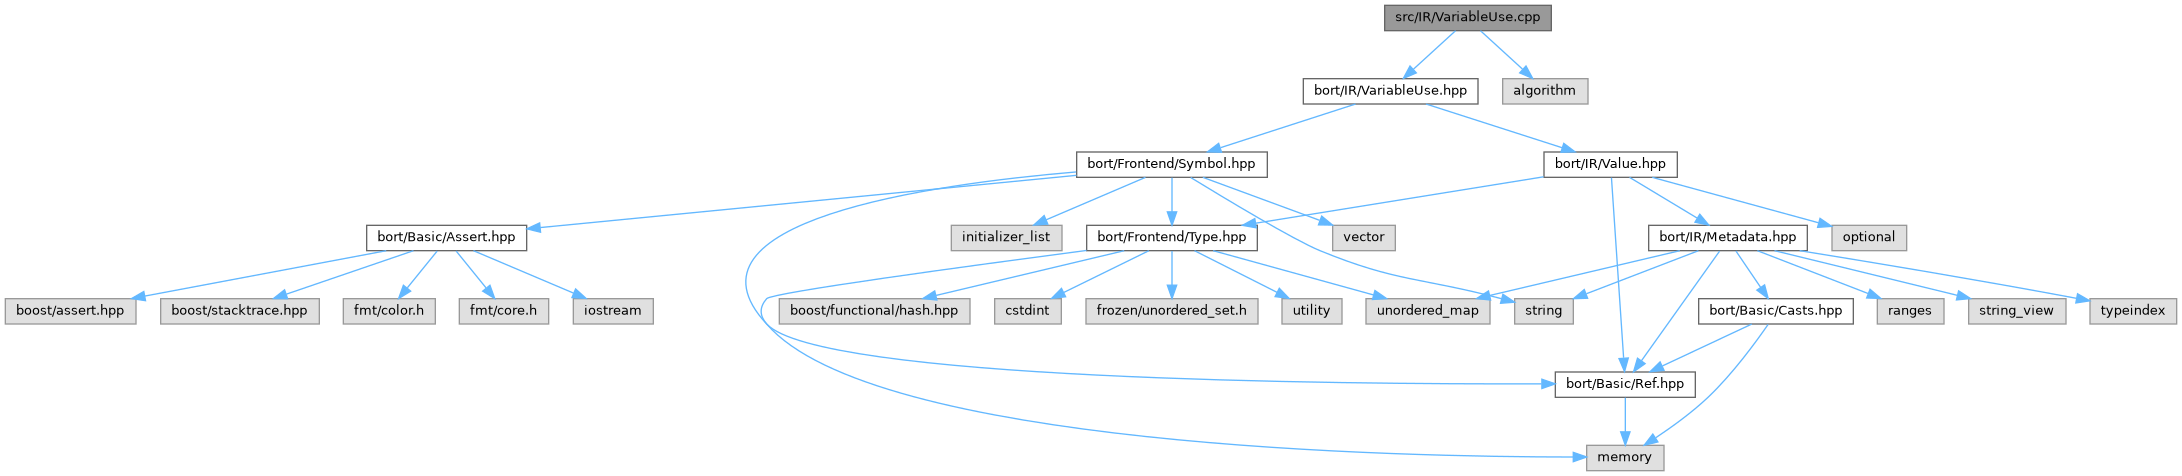 src/IR/VariableUse.cpp
bort/IR/VariableUse.hpp
algorithm
bort/Frontend/Symbol.hpp
bort/IR/Value.hpp
bort/Basic/Assert.hpp
initializer_list
bort/Frontend/Type.hpp
vector
bort/IR/Metadata.hpp
optional
boost/assert.hpp
boost/stacktrace.hpp
fmt/color.h
fmt/core.h
iostream
boost/functional/hash.hpp
cstdint
frozen/unordered_set.h
utility
unordered_map
string
bort/Basic/Casts.hpp
ranges
string_view
typeindex
bort/Basic/Ref.hpp
memory